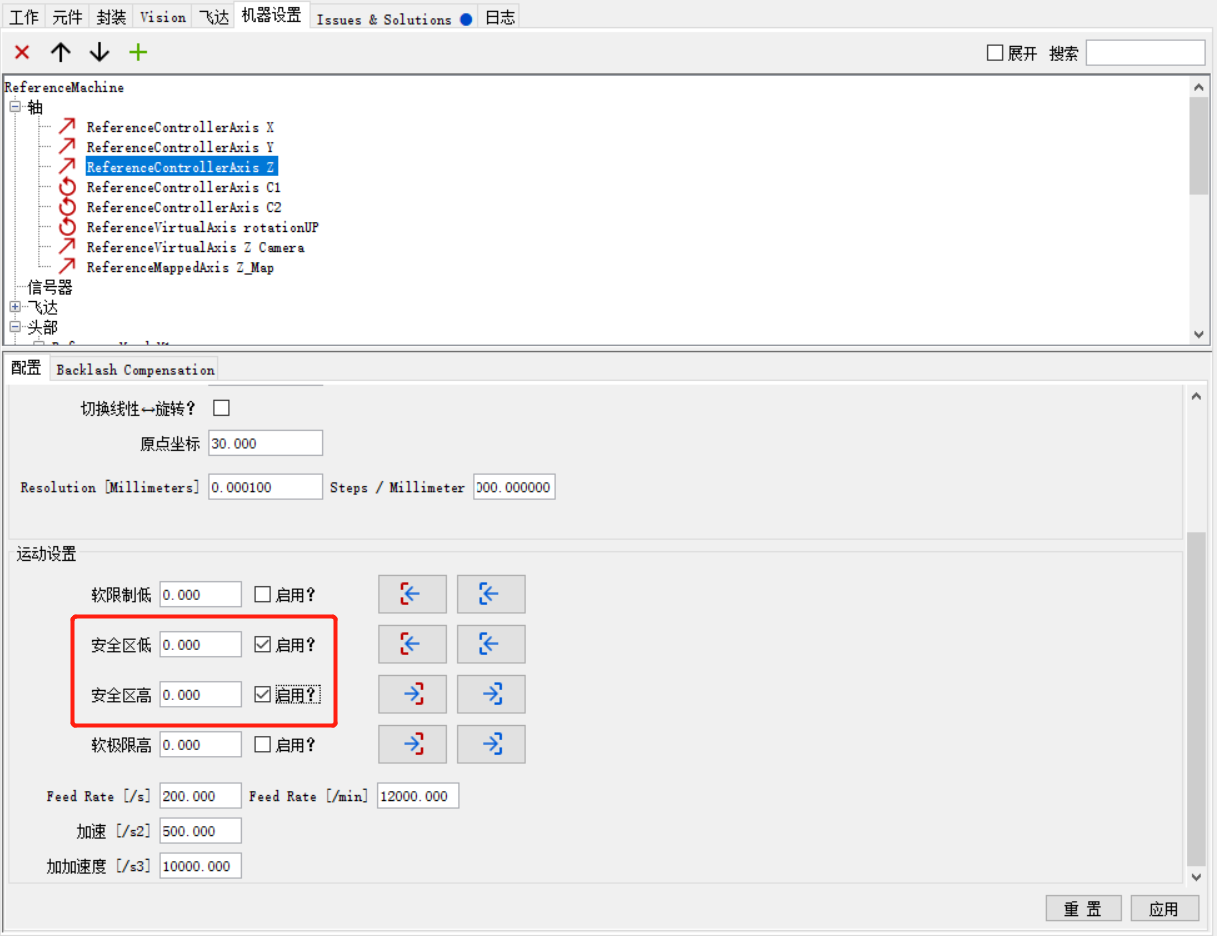 工作 元件 封装 Vision 飞达 机器设置 Issues & Solutions 日志
展开 搜索
ReferenceMachine
轴
ReferenceControllerAxis X
ReferenceControllerAxis Y
ReferenceControllerAxis Z
ReferenceControllerAxis C1
ReferenceControllerAxis C2
ReferenceVirtualAxis rotationUP
ReferenceVirtualAxis Z Camera
ReferenceMappedAxis Z_Map
信号器
飞达
头部
配置 Backlash Compensation
切换线性↔旋转?
原点坐标 30.000
Resolution [Millimeters] 0.000100 Steps / Millimeter 000.000000
运动设置
软限制低 0.000 启用?
安全区低 0.000 启用?
安全区高 0.000 启用?
软极限高 0.000 启用?
Feed Rate [/s] 200.000 Feed Rate [/min] 12000.000
加速 [/s2] 500.000
加加速度 [/s3] 10000.000
重 置 应用